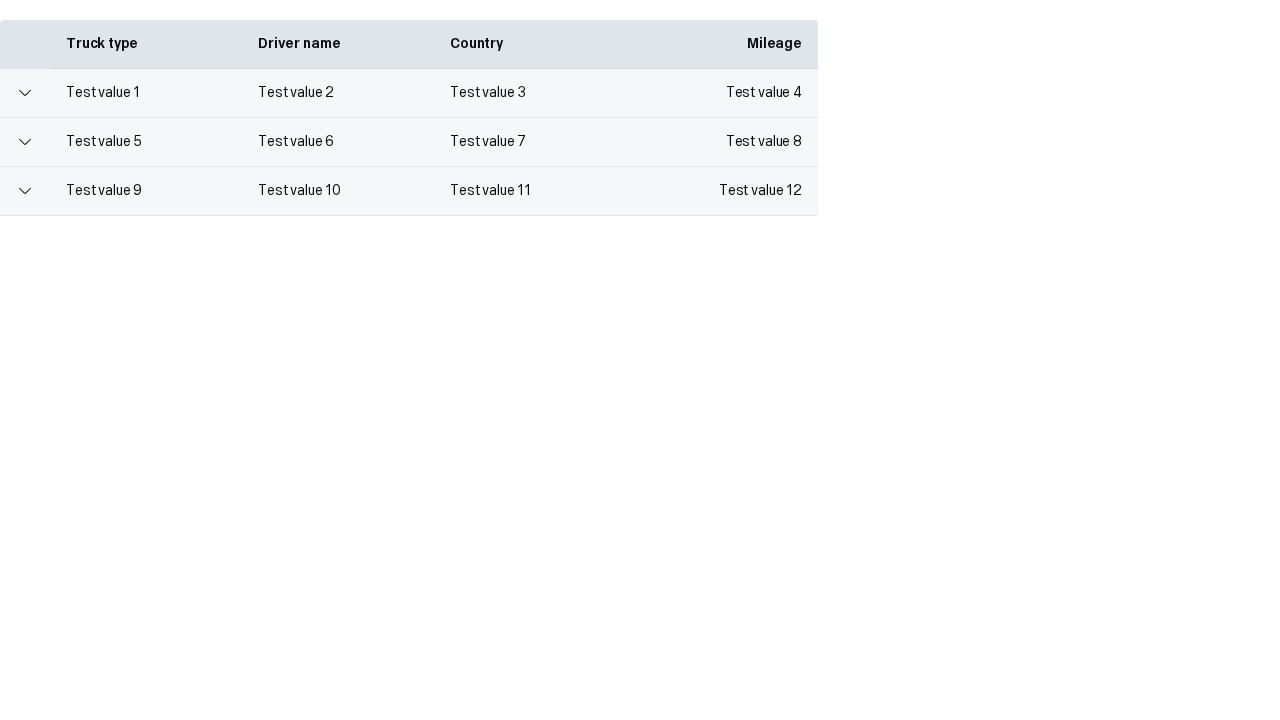 Truck type Driver name Country Mileage
Test value 1 Test value 2 Test value 3 Test value 4
Test value 5 Test value 6 Test value 7 Test value 8
Test value 9 Test value 10 Test value 11 Test value 12